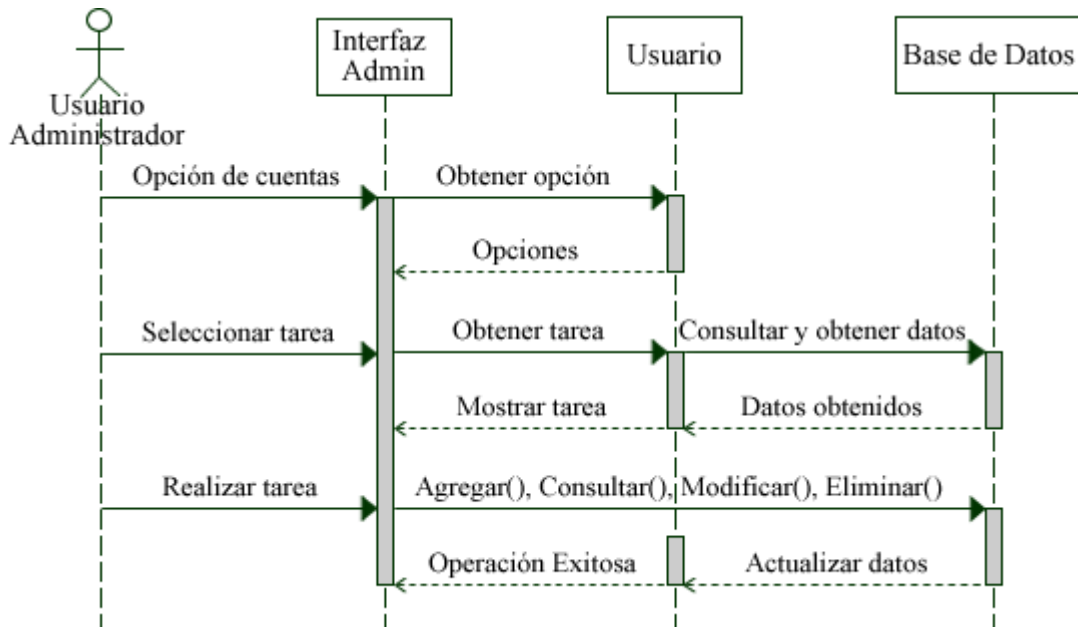 Usuario
Administrador
Interfaz
Admin
Usuario
Base de Datos
Opción de cuentas
Obtener opción
Opciones
Seleccionar tarea
Obtener tarea
Consultar y obtener datos
Mostrar tarea
Datos obtenidos
Realizar tarea
Agregar(), Consultar(), Modificar(), Eliminar()
Operación Exitosa
Actualizar datos